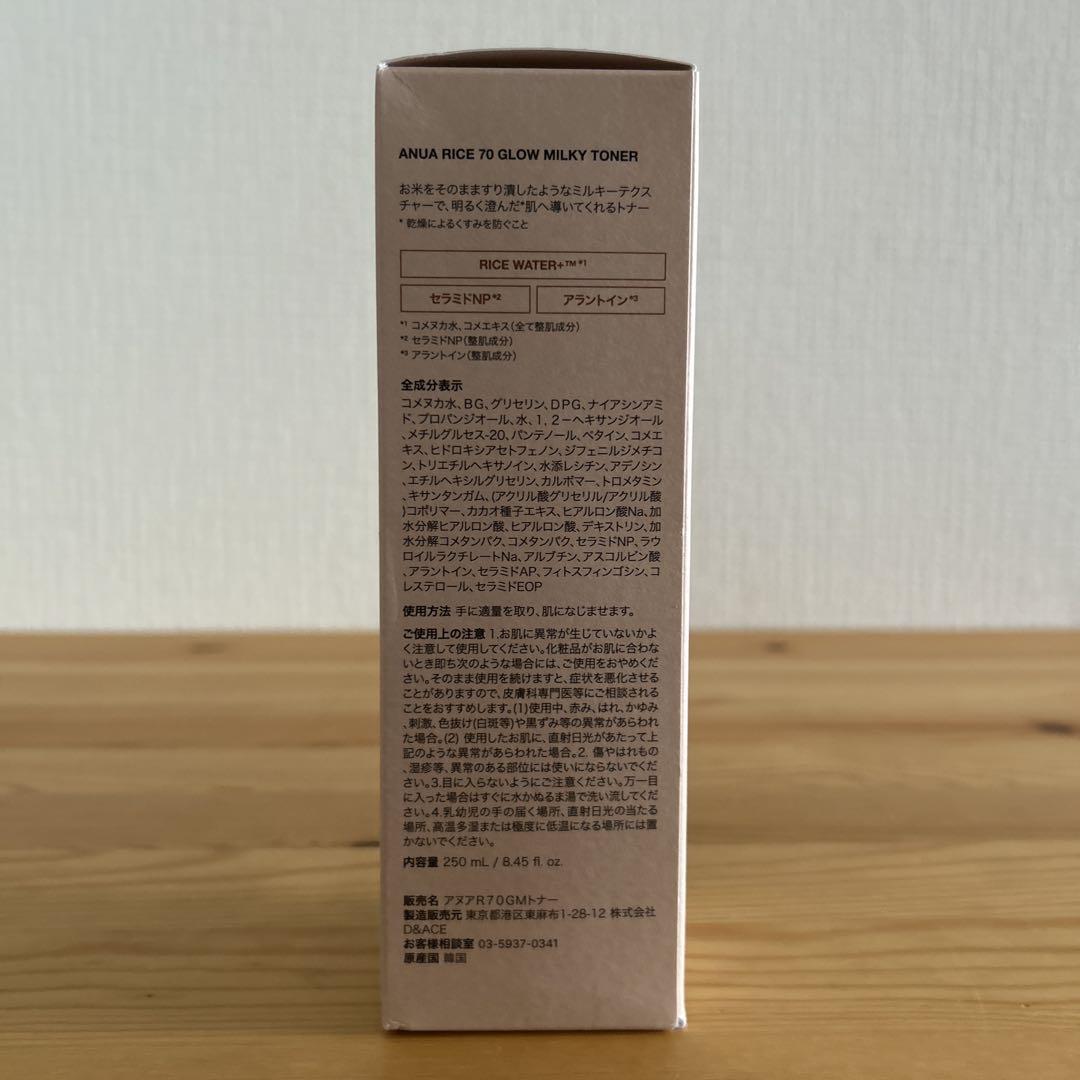 ANUA RICE 70 GLOW MILKY TONER
お米をそのまますり潰したようなミルキーテクス
チャーで、明るく澄んだ*肌へ導いてくれるトナー
* 乾燥によるくすみを防ぐこと
RICE WATER+™*1
セラミドNP*2 アラントイン*3
*1 コメヌカ水、コメエキス(全て整肌成分)
*2 セラミドNP(整肌成分)
*3 アラントイン(整肌成分)
全成分表示
コメヌカ水、BG、グリセリン、DPG、ナイアシンアミ
ド、プロパンジオール、水、1,2-ヘキサンジオール
、メチルグルセス-20、パンテノール、ベタイン、コメエ
キス、ヒドロキシアセトフェノン、ジフェニルジメチコ
ン、トリエチルヘキサノイン、水添レシチン、アデノシン
、エチルヘキシルグリセリン、カルボマー、トロメタミン
、キサンタンガム、(アクリル酸グリセリル/アクリル酸
)コポリマー、カカオ種子エキス、ヒアルロン酸Na、加
水分解ヒアルロン酸、ヒアルロン酸、デキストリン、加
水分解コメタンパク、コメタンパク、セラミドNP、ラウ
ロイルラクチレートNa、アルブチン、アスコルビン酸
、アラントイン、セラミドAP、フィトスフィンゴシン、コ
レステロール、セラミドEOP
使用方法 手に適量を取り、肌になじませます。
ご使用上の注意 1.お肌に異常が生じていないかよ
く注意して使用してください。化粧品がお肌に合わな
いとき即ち次のような場合には、ご使用をおやめくだ
さい。そのまま使用を続けますと、症状を悪化させる
ことがありますので、皮膚科専門医等にご相談される
ことをおすすめします。(1)使用中、赤み、はれ、かゆみ
、刺激、色抜け(白斑等)や黒ずみ等の異常があらわれ
た場合。(2) 使用したお肌に、直射日光があたって上
記のような異常があらわれた場合。2. 傷やはれもの
、湿疹等、異常のある部位には使いにならないでくだ
さい。3.目に入らないようにご注意ください。万一目
に入った場合はすぐに水かぬるま湯で洗い流してくだ
さい。4.乳幼児の手の届く場所、直射日光の当たる
場所、高温多湿または極度に低温になる場所には置
かないでください。
内容量 250 mL / 8.45 fl. oz.
販売名 アヌアR70GMトナー
製造販売元 東京都港区東麻布1-28-12 株式会社
D&ACE
お客様相談室 03-5937-0341
原産国 韓国